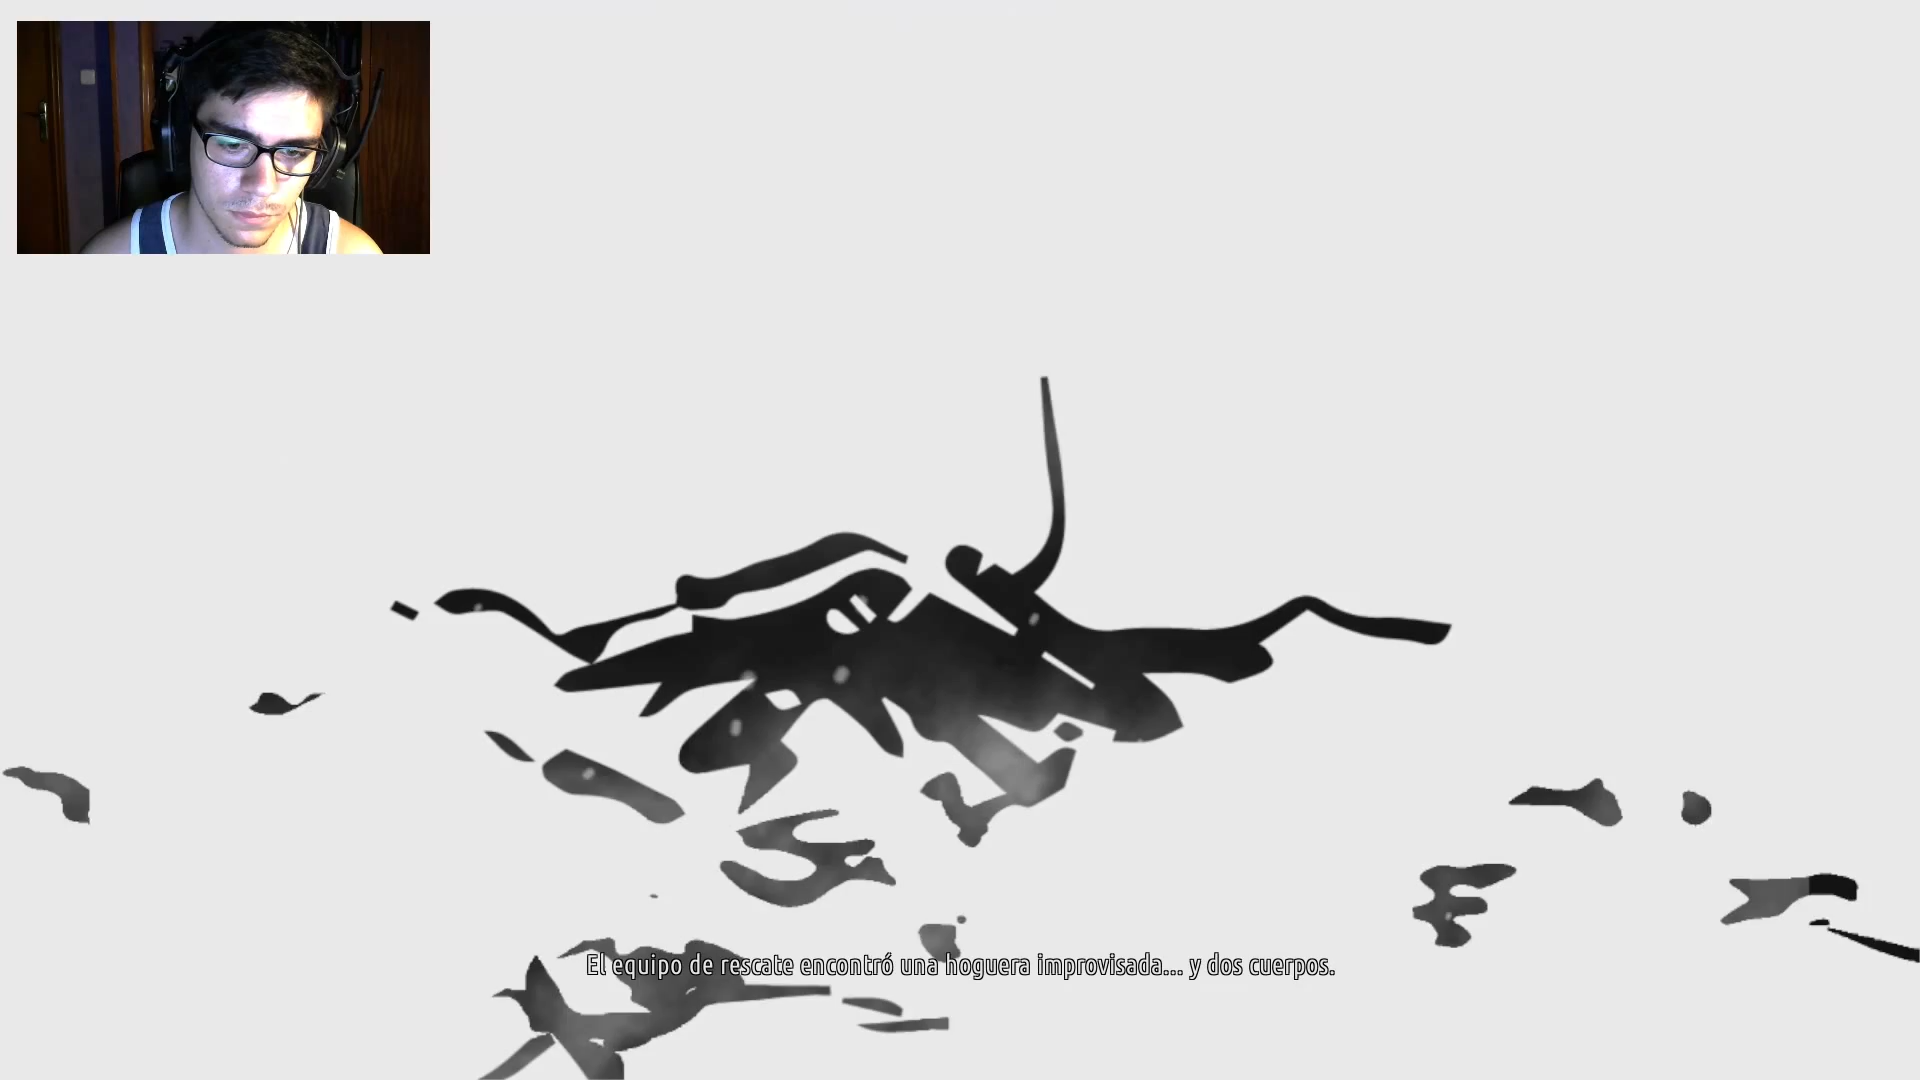 El equipo de rescate encontró una hoguera improvisada... y dos cuerpos.